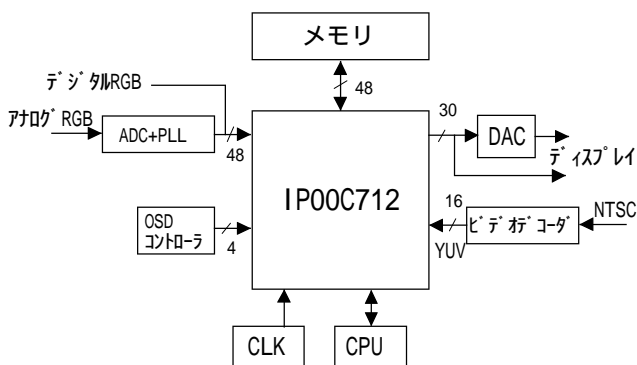 メモリ
48
デジタルRGB
アナログRGB
ADC+PLL
48
30
DAC
ディスプレイ
IP00C712
OSD
コントローラ
4
16
YUV
ビデオデコーダ
NTSC
CLK
CPU